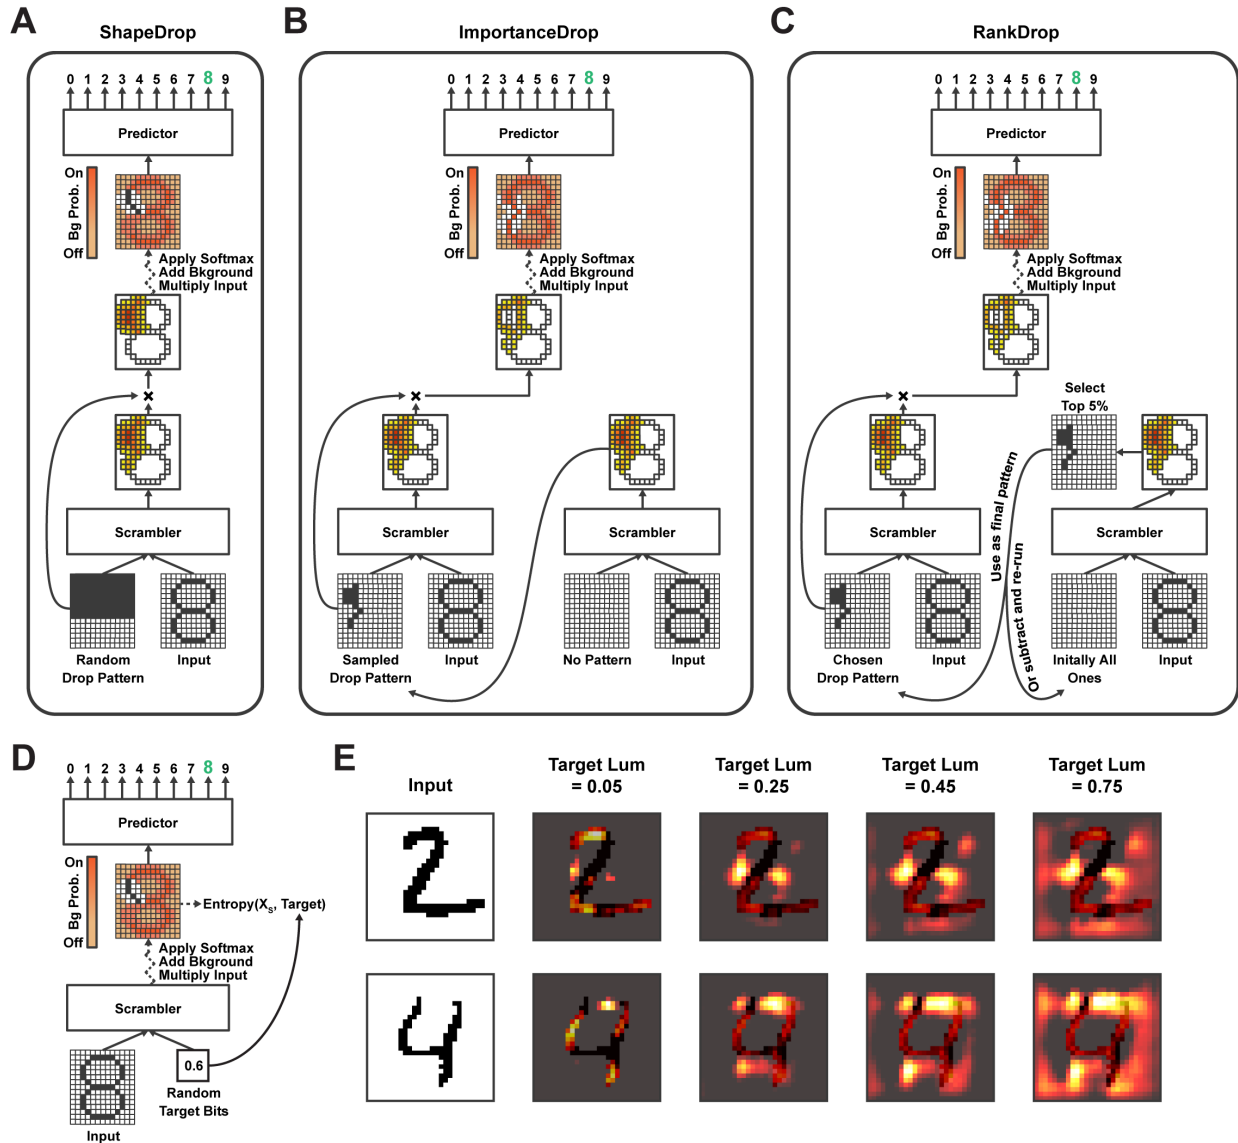 A
ShapeDrop
0 1 2 3 4 5 6 7 8 9
Predictor
On
Bg Prob.
Off
Apply Softmax
Add Bkground
Multiply Input
Scrambler
Random
Drop Pattern
Input
B
ImportanceDrop
0 1 2 3 4 5 6 7 8 9
Predictor
On
Bg Prob.
Off
Apply Softmax
Add Bkground
Multiply Input
Scrambler
Scrambler
Sampled
Drop Pattern
Input
No Pattern
Input
C
RankDrop
0 1 2 3 4 5 6 7 8 9
Predictor
On
Bg Prob.
Off
Apply Softmax
Add Bkground
Multiply Input
Select
Top 5%
Use as final pattern
Or subtract and re-run
Scrambler
Scrambler
Chosen
Drop Pattern
Input
Initally All
Ones
Input
D
0 1 2 3 4 5 6 7 8 9
Predictor
On
Bg Prob.
Off
Entropy(X_S, Target)
Apply Softmax
Add Bkground
Multiply Input
Scrambler
0.6
Random
Target Bits
Input
E
Input
Target Lum
= 0.05
Target Lum
= 0.25
Target Lum
= 0.45
Target Lum
= 0.75